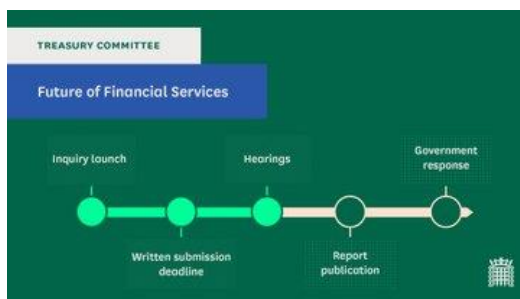 TREASURY COMMITTEE
Future of Financial Services
Inquiry launch
Hearings
Government
response
Written submission
deadline
Report
publication